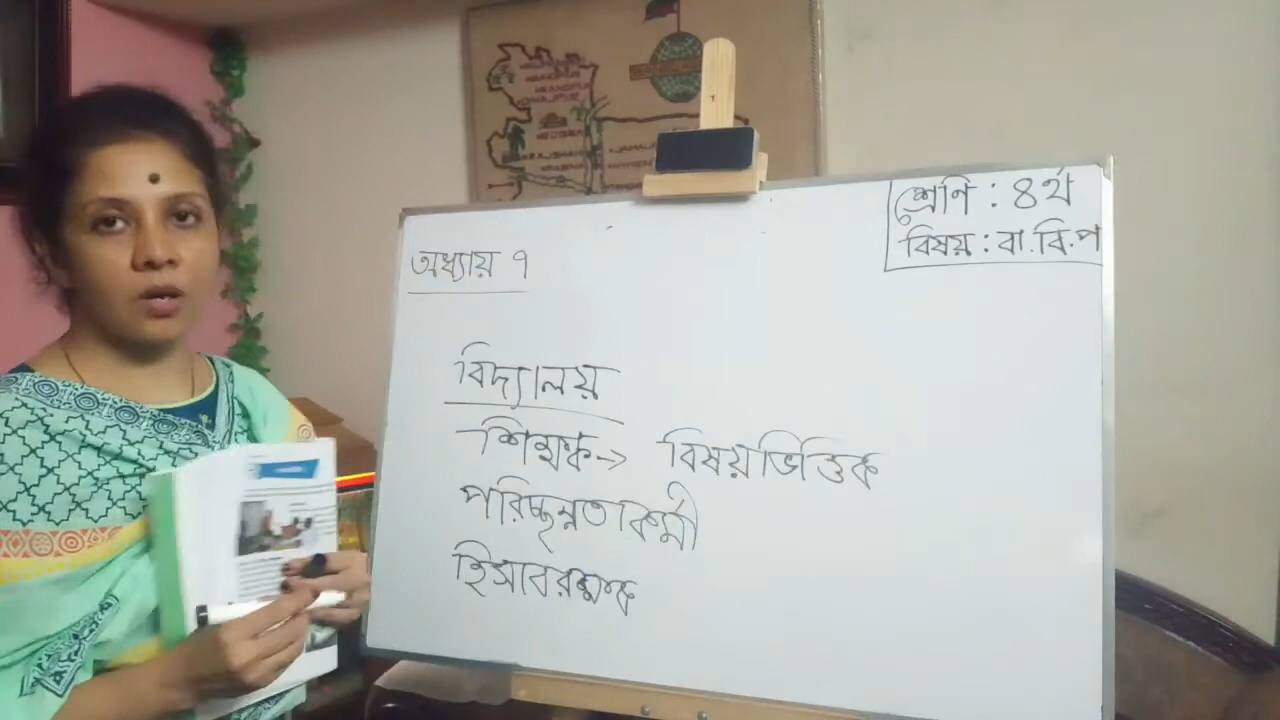 শ্রেণি : ৪র্থ
বিষয় : বা.বি.প
অধ্যায় ৭
বিদ্যালয়
শিক্ষক → বিষয়ভিত্তিক
পরিচ্ছন্নতাকর্মী
হিসাবরক্ষক